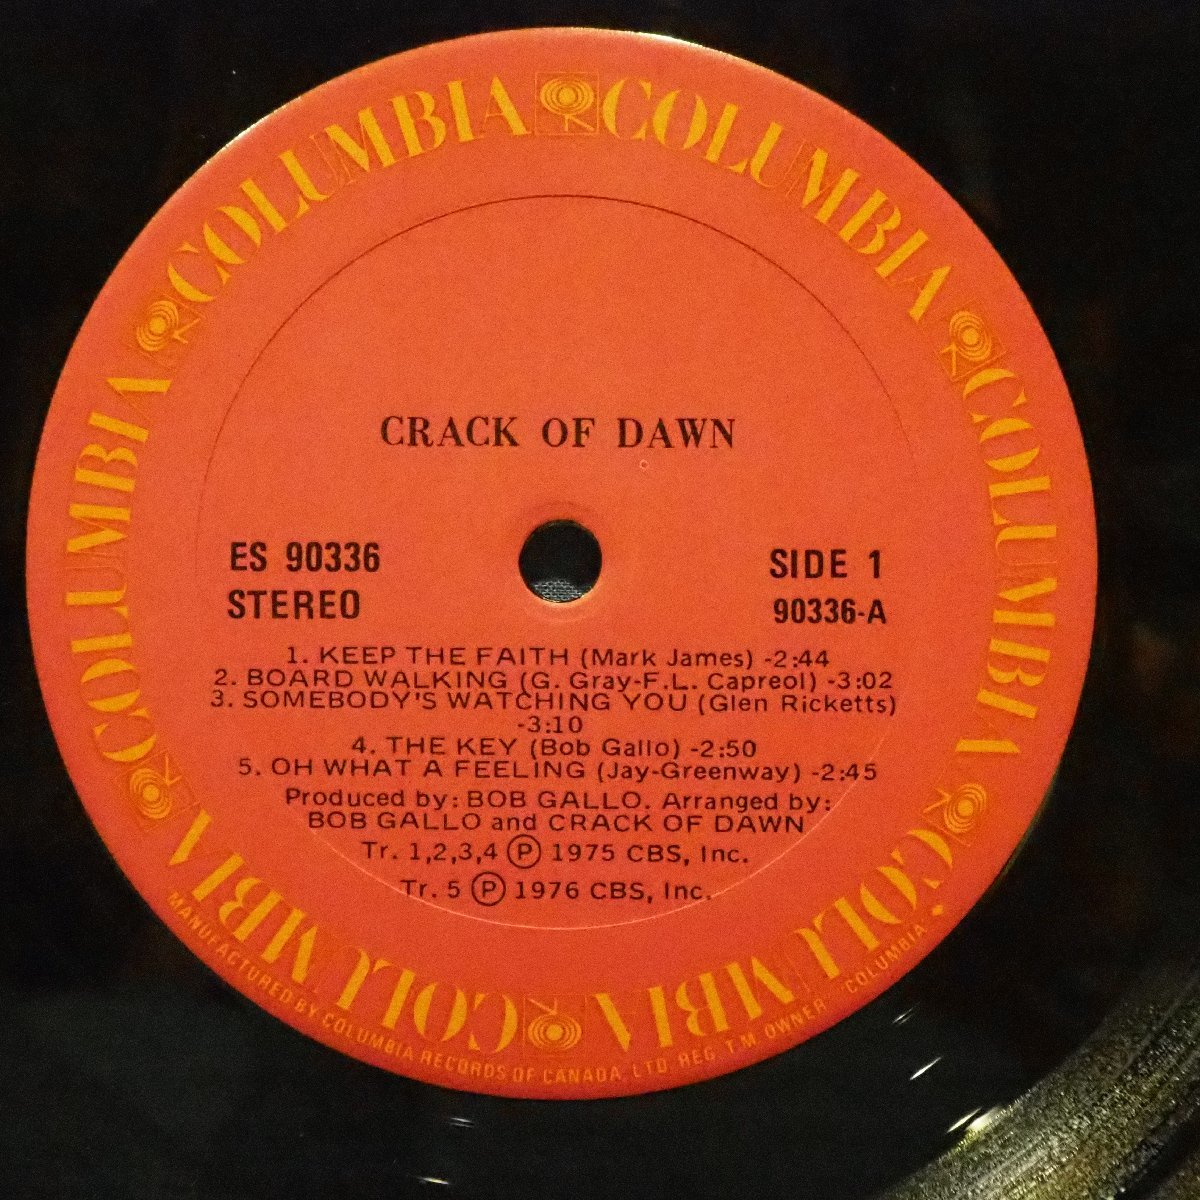 COLUMBIA COLUMBIA COLUMBIA COLUMBIA COLUMBIA COLUMBIA
CRACK OF DAWN
ES 90336
STEREO
SIDE 1
90336-A
1. KEEP THE FAITH (Mark James) -2:44
2. BOARD WALKING (G. Gray-F.L. Capreol) -3:02
3. SOMEBODY'S WATCHING YOU (Glen Ricketts)
-3:10
4. THE KEY (Bob Gallo) -2:50
5. OH WHAT A FEELING (Jay-Greenway) -2:45
Produced by: BOB GALLO. Arranged by:
BOB GALLO and CRACK OF DAWN
Tr. 1,2,3,4 Ⓟ 1975 CBS, Inc.
Tr. 5 Ⓟ 1976 CBS, Inc.
MANUFACTURED BY COLUMBIA RECORDS OF CANADA, LTD. REG. T.M. OWNER: "COLUMBIA"